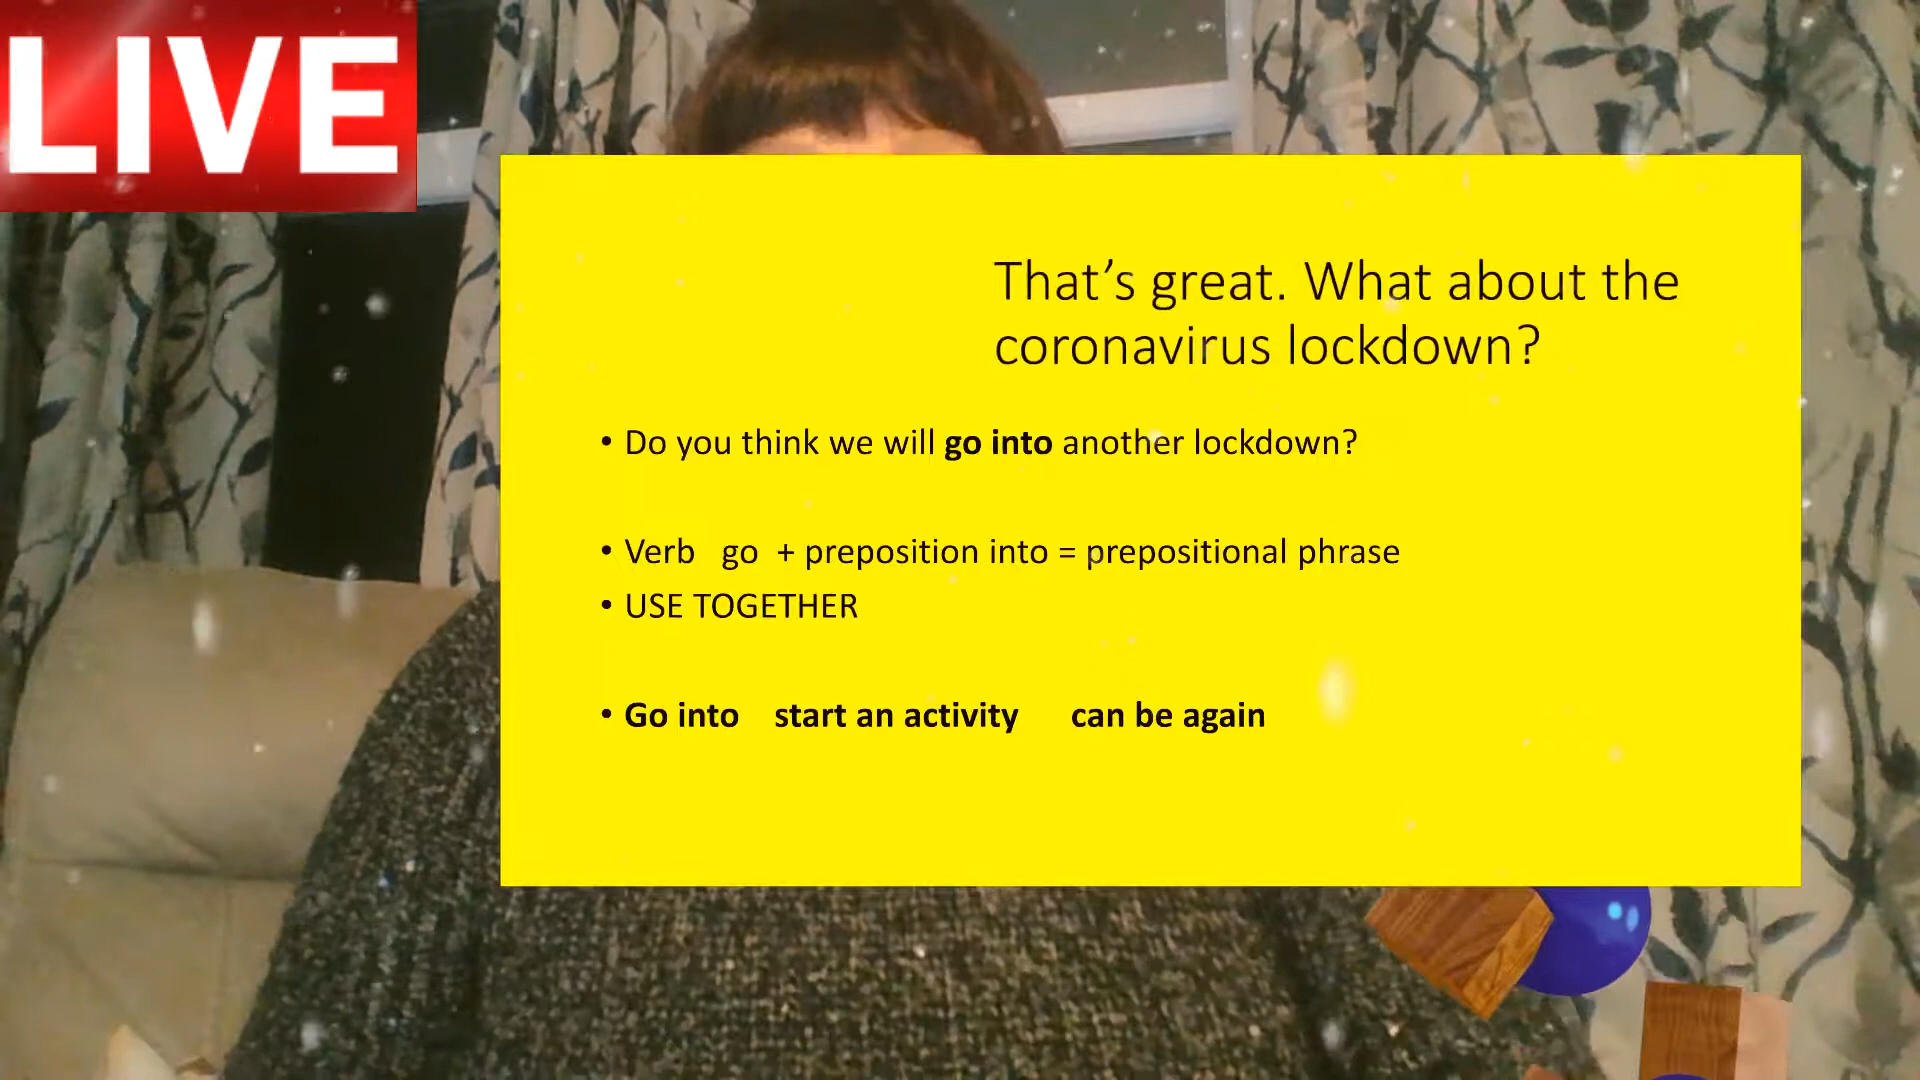 LIVE
That’s great. What about the
coronavirus lockdown?
• Do you think we will go into another lockdown?
• Verb go + preposition into = prepositional phrase
• USE TOGETHER
• Go into start an activity can be again